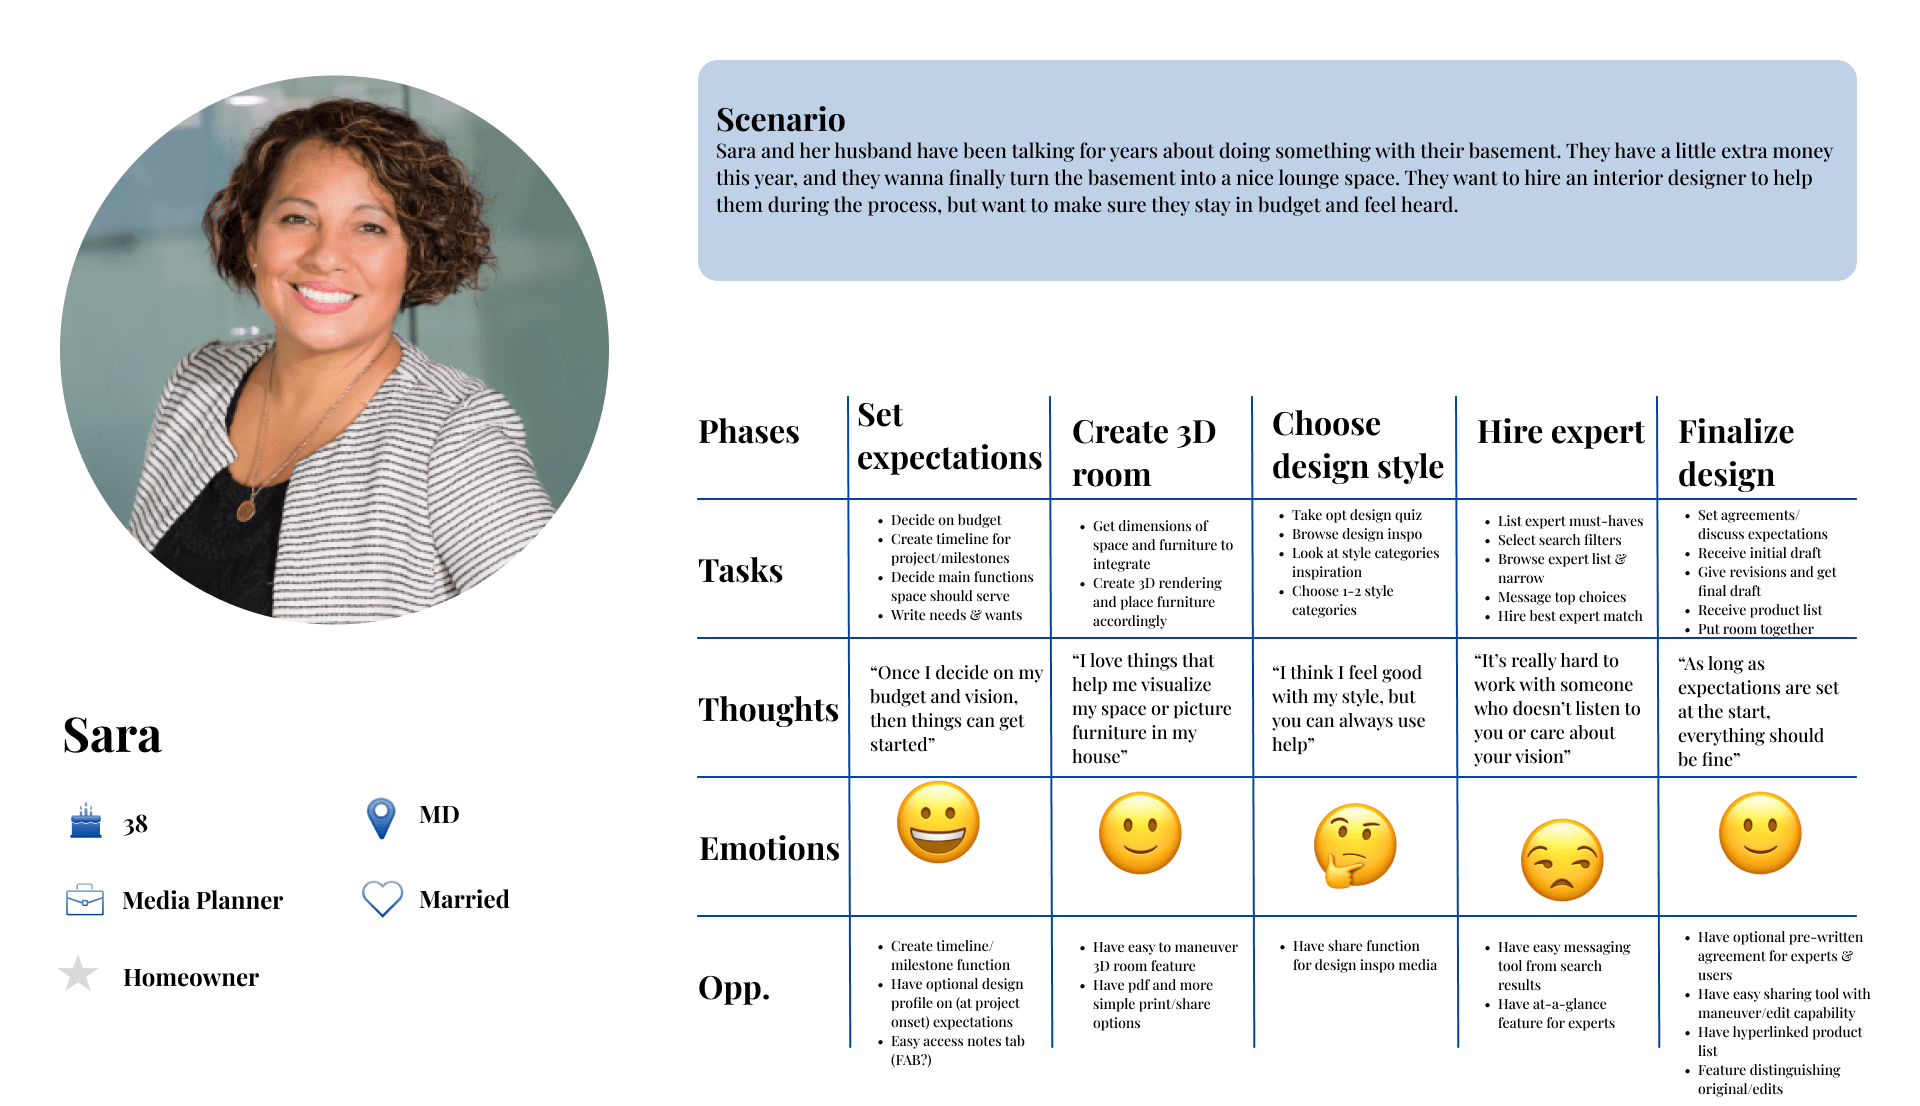 Scenario
Sara and her husband have been talking for years about doing something with their basement. They have a little extra money
this year, and they wanna finally turn the basement into a nice lounge space. They want to hire an interior designer to help
them during the process, but want to make sure they stay in budget and feel heard.
Sara
38
MD
Media Planner
Married
Homeowner
Phases
Set
expectations
Create 3D
room
Choose
design style
Hire expert
Finalize
design
Tasks
• Decide on budget
• Create timeline for
project/milestones
• Decide main functions
space should serve
• Write needs & wants
• Get dimensions of
space and furniture to
integrate
• Create 3D rendering
and place furniture
accordingly
• Take opt design quiz
• Browse design inspo
• Look at style categories
inspiration
• Choose 1-2 style
categories
• List expert must-haves
• Select search filters
• Browse expert list &
narrow
• Message top choices
• Hire best expert match
• Set agreements/
discuss expectations
• Receive initial draft
• Give revisions and get
final draft
• Receive product list
• Put room together
Thoughts
“Once I decide on my
budget and vision,
then things can get
started”
“I love things that
help me visualize
my space or picture
furniture in my
house”
“I think I feel good
with my style, but
you can always use
help”
“It’s really hard to
work with someone
who doesn’t listen to
you or care about
your vision”
“As long as
expectations are set
at the start,
everything should
be fine”
Emotions
Opp.
• Create timeline/
milestone function
• Have optional design
profile on (at project
onset) expectations
• Easy access notes tab
(FAB?)
• Have easy to maneuver
3D room feature
• Have pdf and more
simple print/share
options
• Have share function
for design inspo media
• Have easy messaging
tool from search
results
• Have at-a-glance
feature for experts
• Have optional pre-written
agreement for experts &
users
• Have easy sharing tool with
maneuver/edit capability
• Have hyperlinked product
list
• Feature distinguishing
original/edits